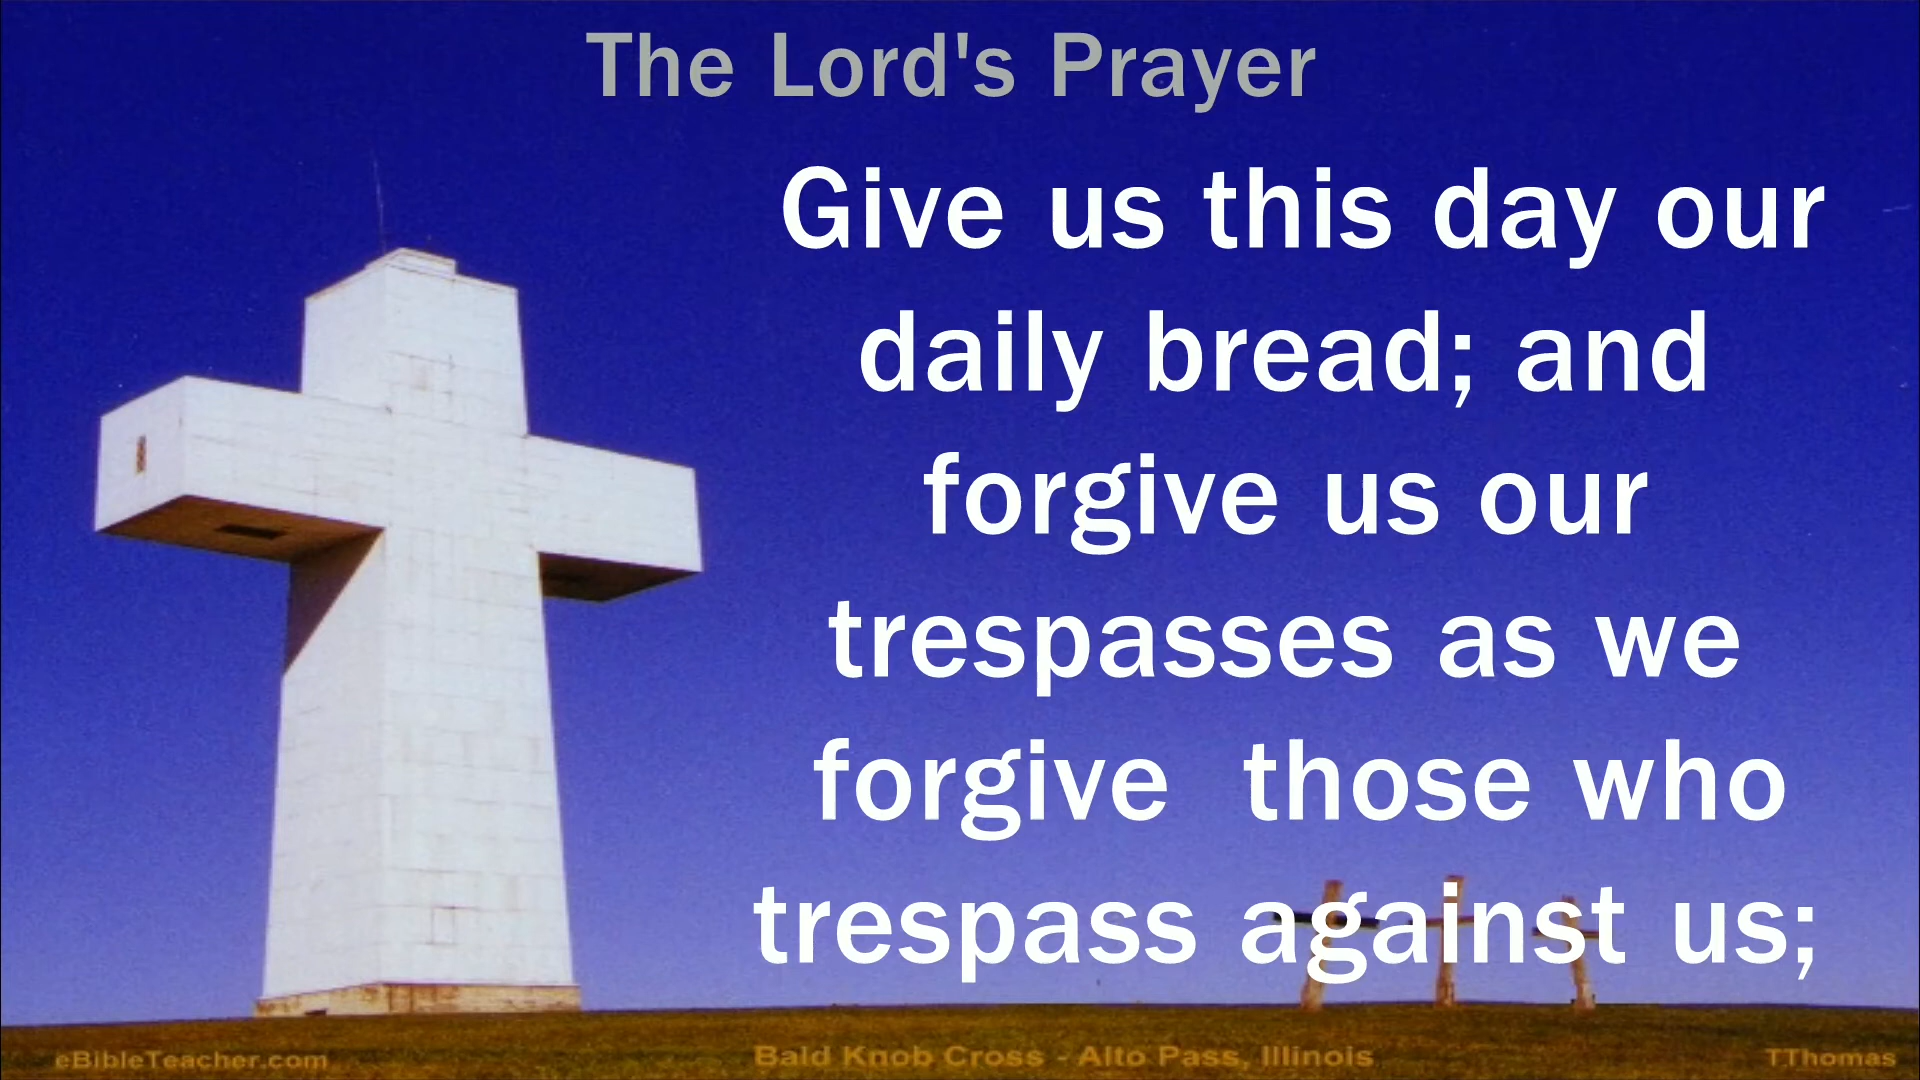 The Lord's Prayer
Give us this day our
daily bread; and
forgive us our
trespasses as we
forgive  those who
trespass against us;
eBibleTeacher.com
Bald Knob Cross - Alto Pass, Illinois
TThomas